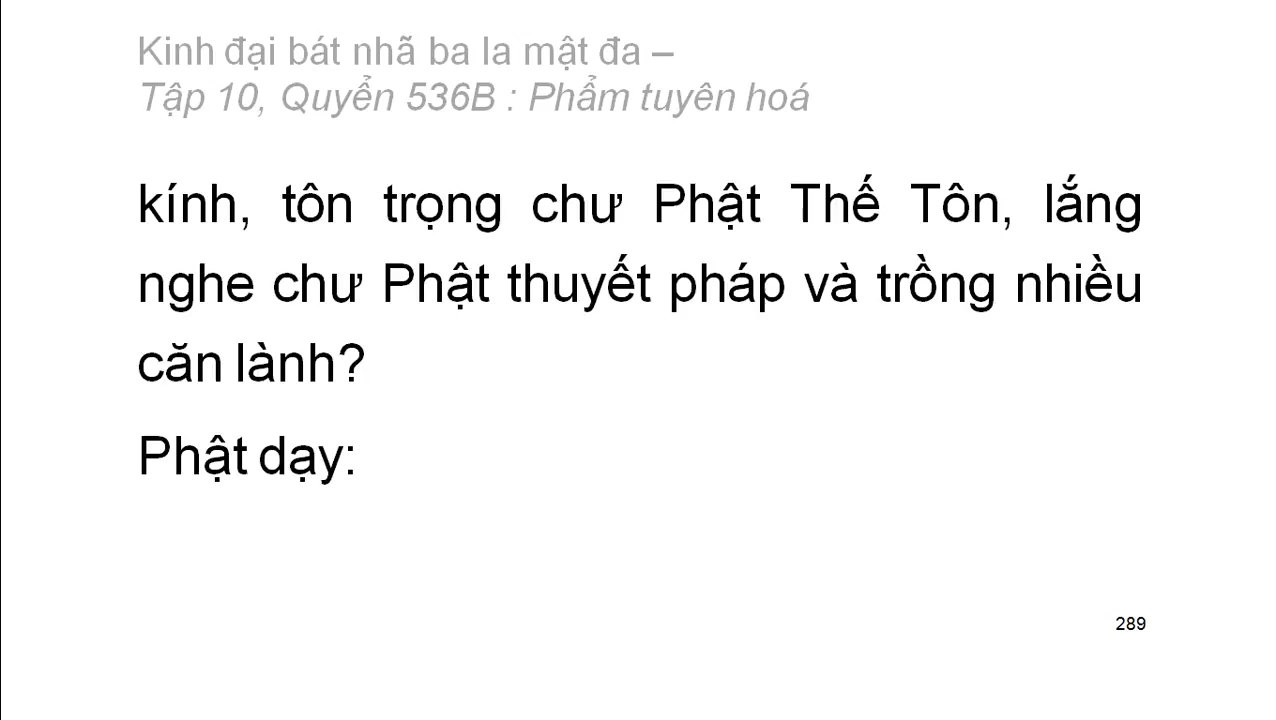 Kinh đại bát nhã ba la mật đa –
Tập 10, Quyển 536B : Phẩm tuyên hoá
kính, tôn trọng chư Phật Thế Tôn, lắng
nghe chư Phật thuyết pháp và trồng nhiều
căn lành?
Phật dạy:
289